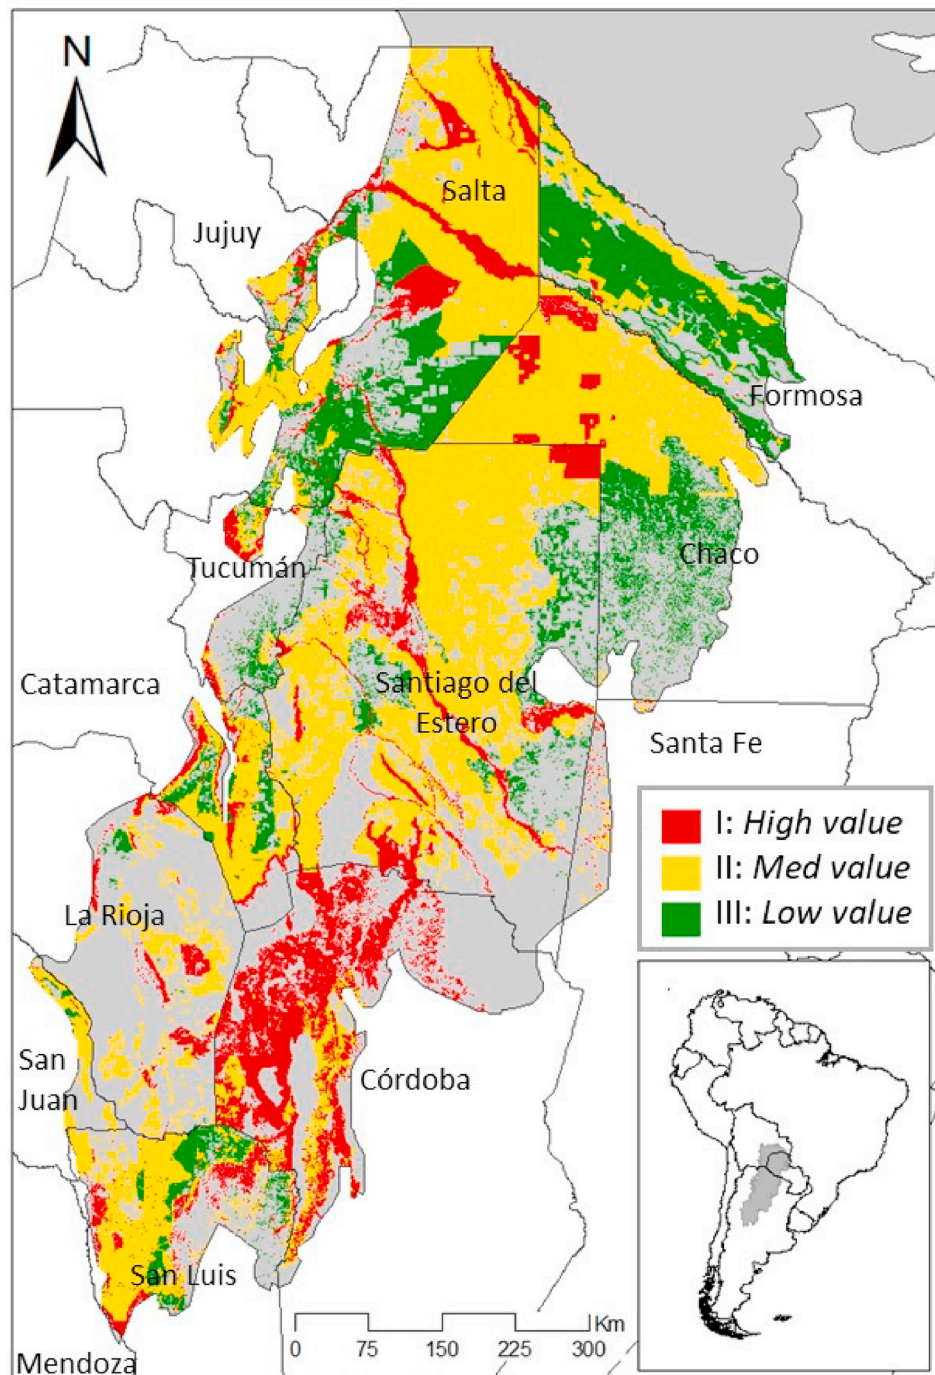 N
Salta
Jujuy
Formosa
Chaco
Tucumán
Catamarca
Santiago del
Estero
Santa Fe
I: High value
II: Med value
III: Low value
La Rioja
San
Juan
Córdoba
San Luis
Mendoza
Km
0 75 150 225 300